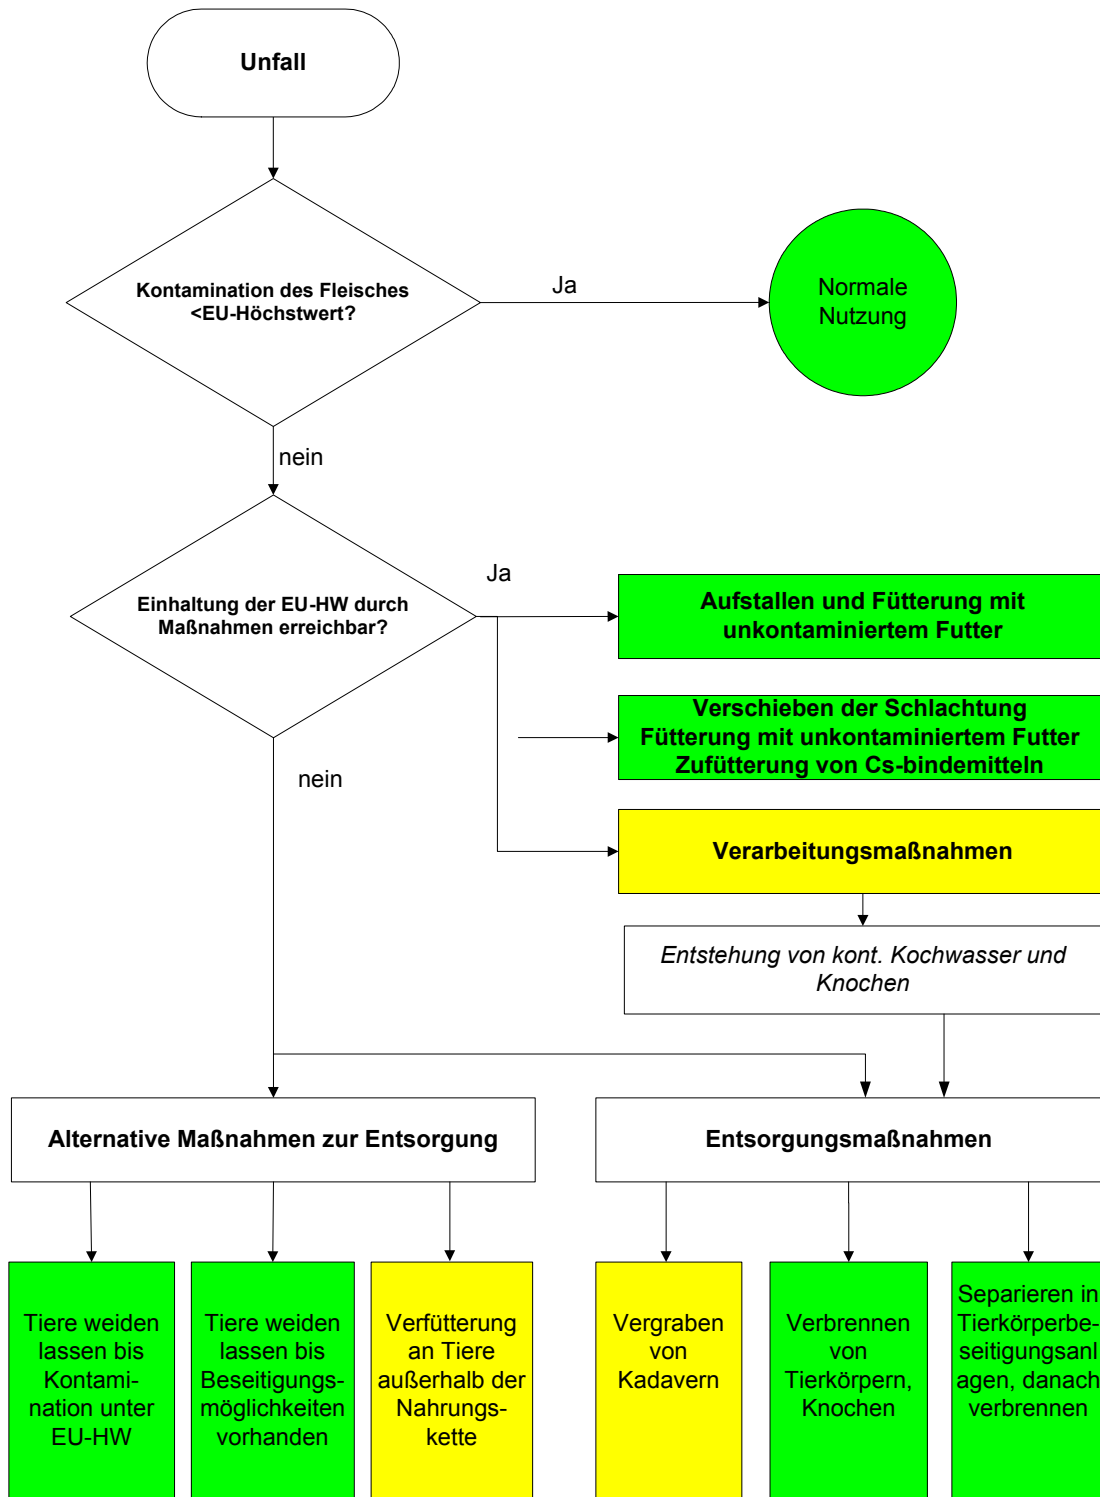 Unfall
Kontamination des Fleisches
<EU-Höchstwert?
Ja
Normale
Nutzung
nein
Einhaltung der EU-HW durch
Maßnahmen erreichbar?
Ja
Aufstallen und Fütterung mit
unkontaminiertem Futter
Verschieben der Schlachtung
Fütterung mit unkontaminiertem Futter
Zufütterung von Cs-bindemitteln
nein
Verarbeitungsmaßnahmen
Entstehung von kont. Kochwasser und
Knochen
Alternative Maßnahmen zur Entsorgung
Entsorgungsmaßnahmen
Tiere weiden
lassen bis
Kontami-
nation unter
EU-HW
Tiere weiden
lassen bis
Beseitigungs-
möglichkeiten
vorhanden
Verfütterung
an Tiere
außerhalb der
Nahrungs-
kette
Vergraben
von
Kadavern
Verbrennen
von
Tierkörpern,
Knochen
Separieren in
Tierkörperbe-
seitigungsanl
agen, danach
verbrennen